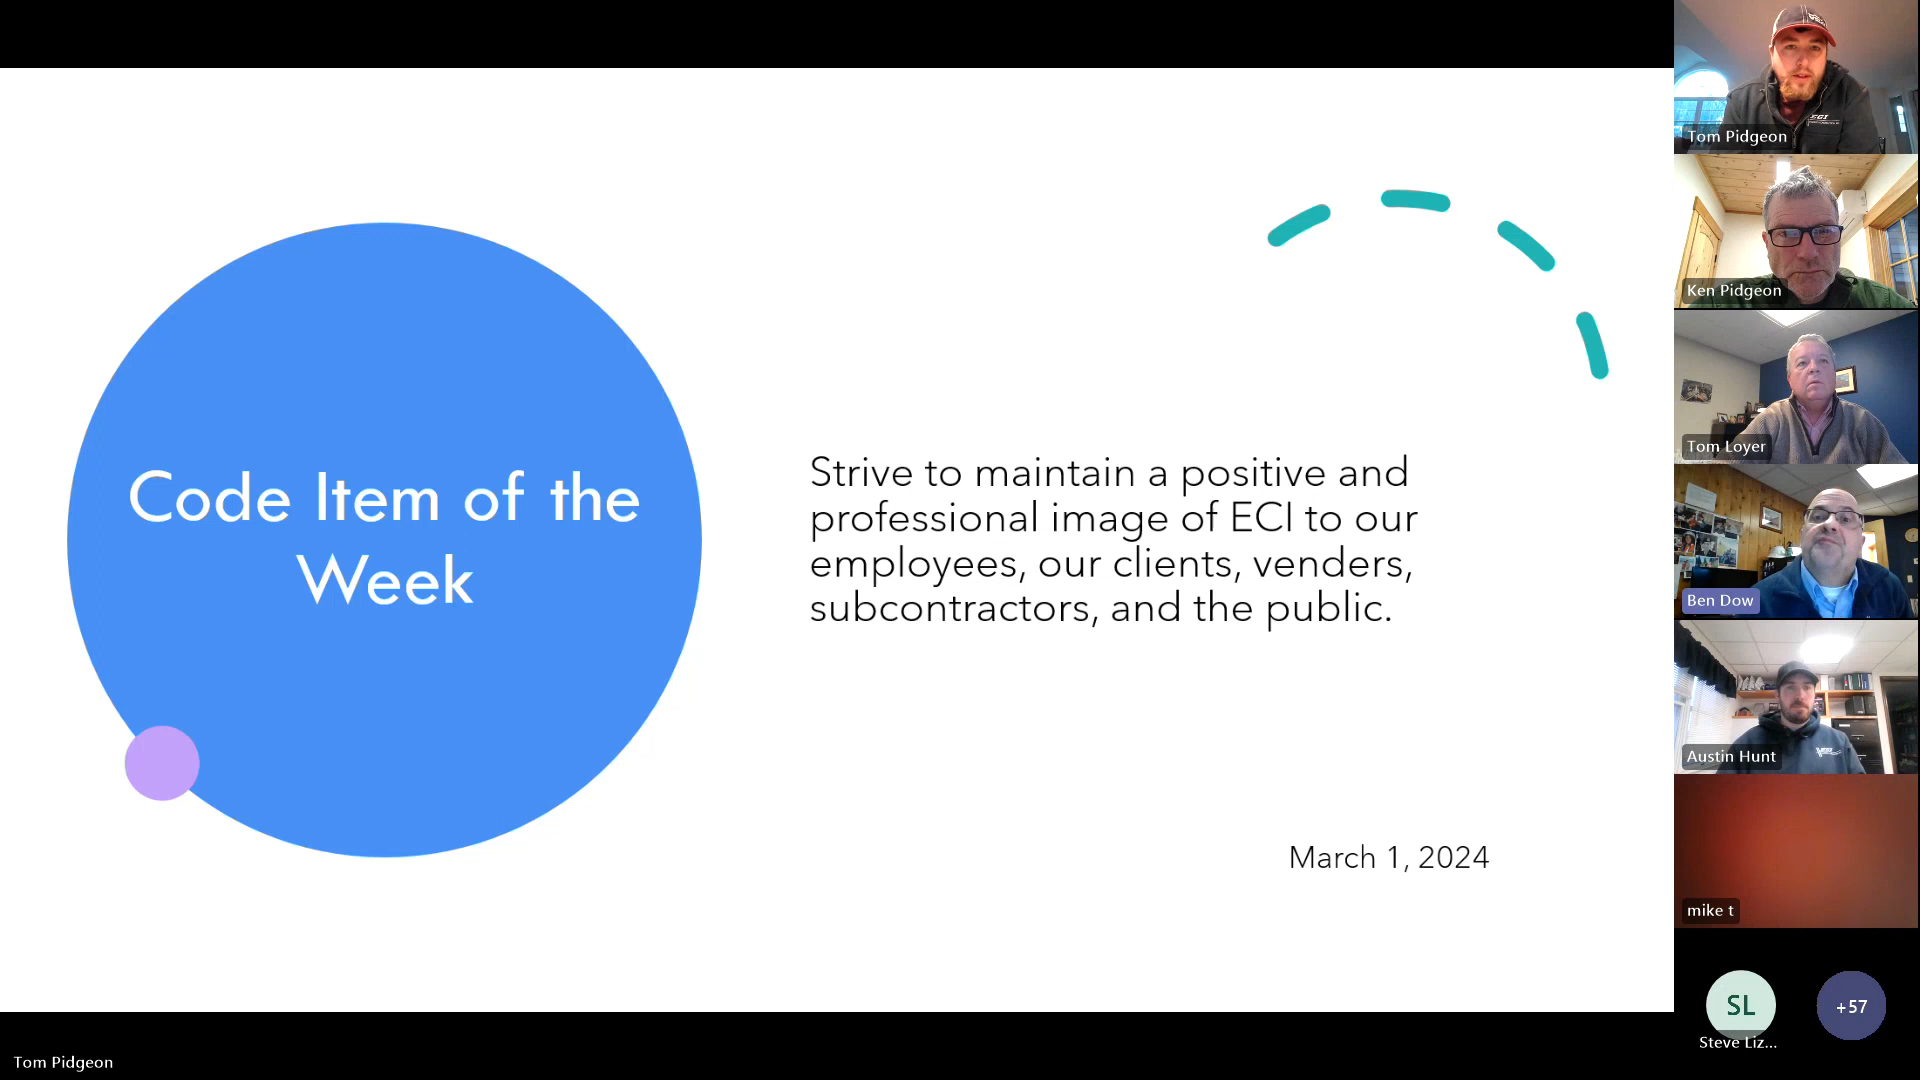 Code Item of the
Week
Strive to maintain a positive and
professional image of ECI to our
employees, our clients, venders,
subcontractors, and the public.
March 1, 2024
Tom Pidgeon
Tom Pidgeon
Ken Pidgeon
Tom Loyer
Ben Dow
Austin Hunt
mike t
SL
Steve Liz...
+57